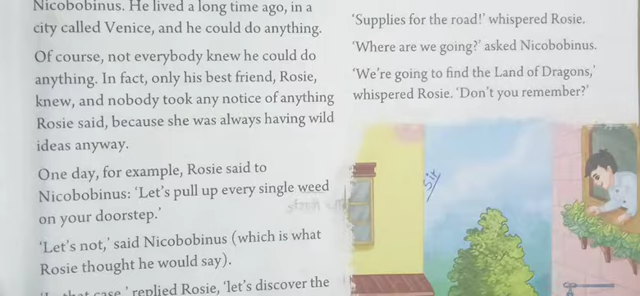 Nicobobinus. He lived a long time ago, in a
city called Venice, and he could do anything.
Of course, not everybody knew he could do
anything. In fact, only his best friend, Rosie,
knew, and nobody took any notice of anything
Rosie said, because she was always having wild
ideas anyway.
One day, for example, Rosie said to
Nicobobinus: ‘Let’s pull up every single weed
on your doorstep.’
‘Let’s not,’ said Nicobobinus (which is what
Rosie thought he would say).
that case,’ replied Rosie, ‘let’s discover the
‘Supplies for the road!’ whispered Rosie.
‘Where are we going?’ asked Nicobobinus.
‘We’re going to find the Land of Dragons,’
whispered Rosie. ‘Don’t you remember?’